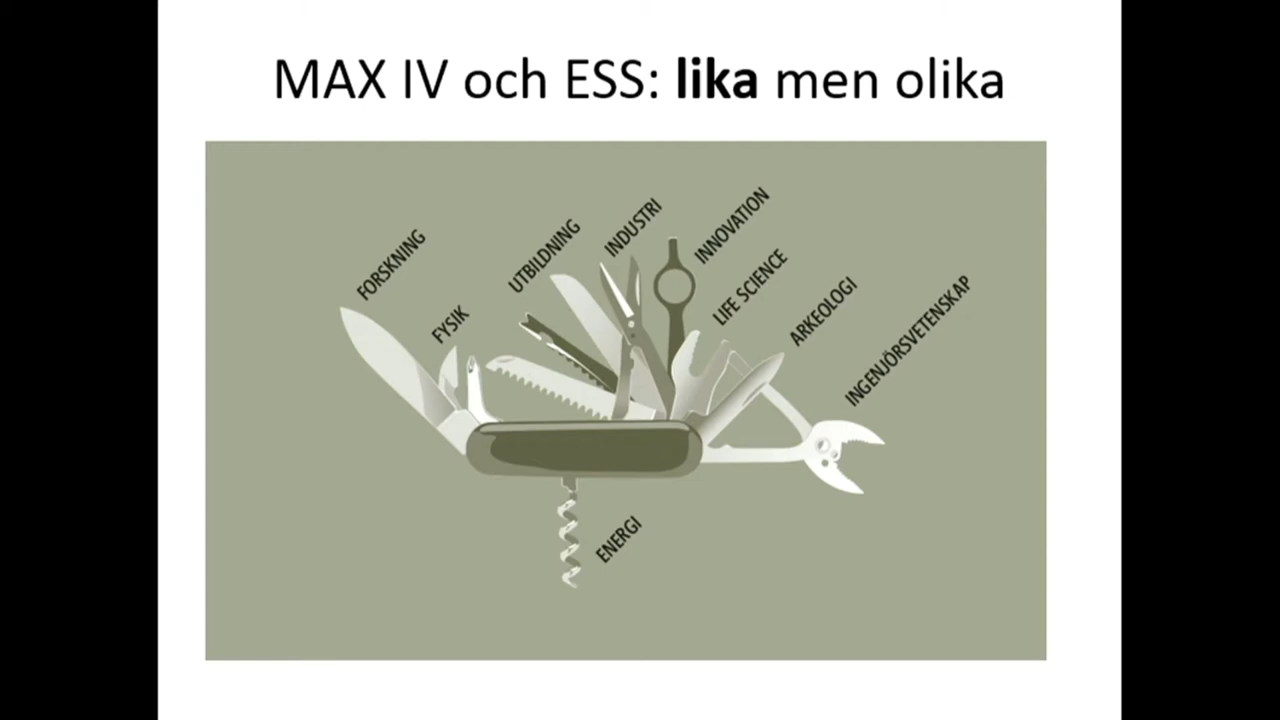 MAX IV och ESS: lika men olika
FORSKNING
FYSIK
UTBILDNING
INDUSTRI
INNOVATION
LIFE SCIENCE
ARKEOLOGI
INGENJÖRSVETENSKAP
ENERGI